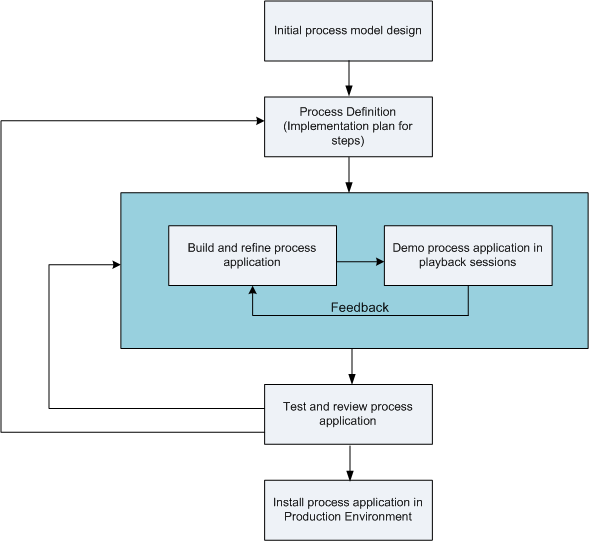 Initial process model design
Process Definition
(Implementation plan for
steps)
Build and refine process
application
Demo process application in
playback sessions
Feedback
Test and review process
application
Install process application in
Production Environment